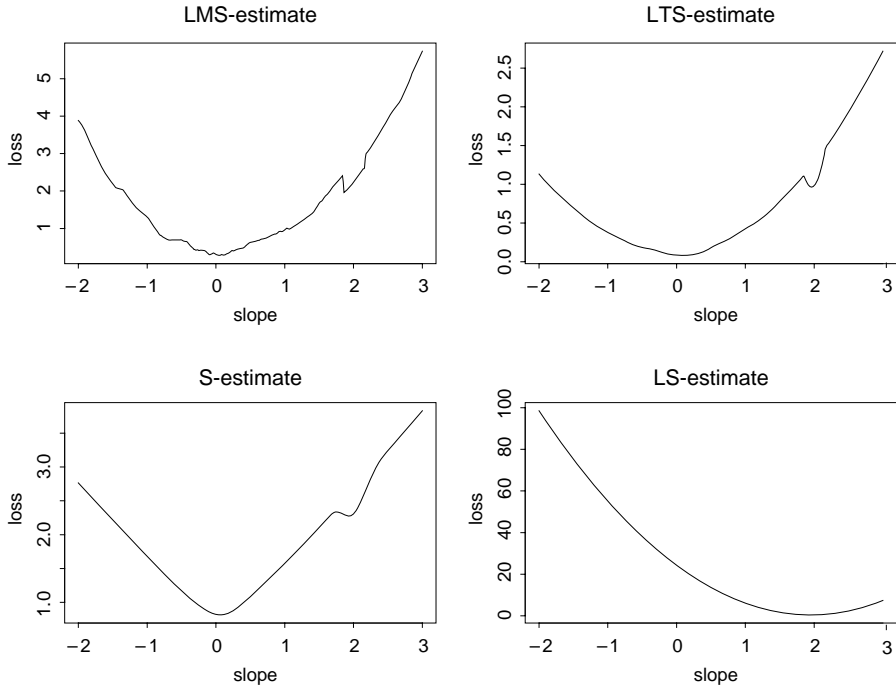 LMS-estimate
loss
5
4
3
2
1
−2 −1 0 1 2 3
slope
LTS-estimate
loss
2.5
2.0
1.5
1.0
0.5
0.0
−2 −1 0 1 2 3
slope
S-estimate
loss
3.0
2.0
1.0
−2 −1 0 1 2 3
slope
LS-estimate
loss
100
80
60
40
20
0
−2 −1 0 1 2 3
slope